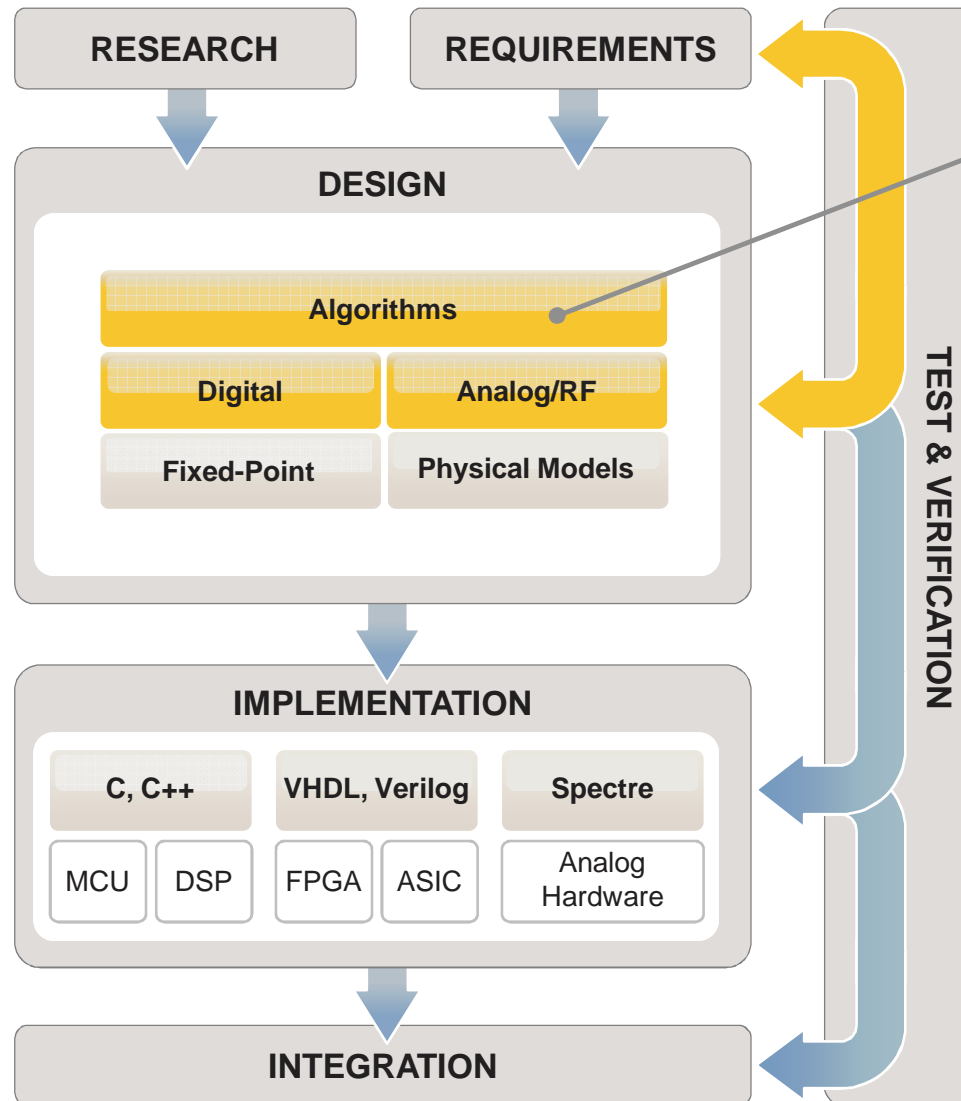 RESEARCH
REQUIREMENTS
DESIGN
Algorithms
Digital
Analog/RF
Fixed-Point
Physical Models
IMPLEMENTATION
C, C++
VHDL, Verilog
Spectre
MCU
DSP
FPGA
ASIC
Analog
Hardware
INTEGRATION
TEST & VERIFICATION